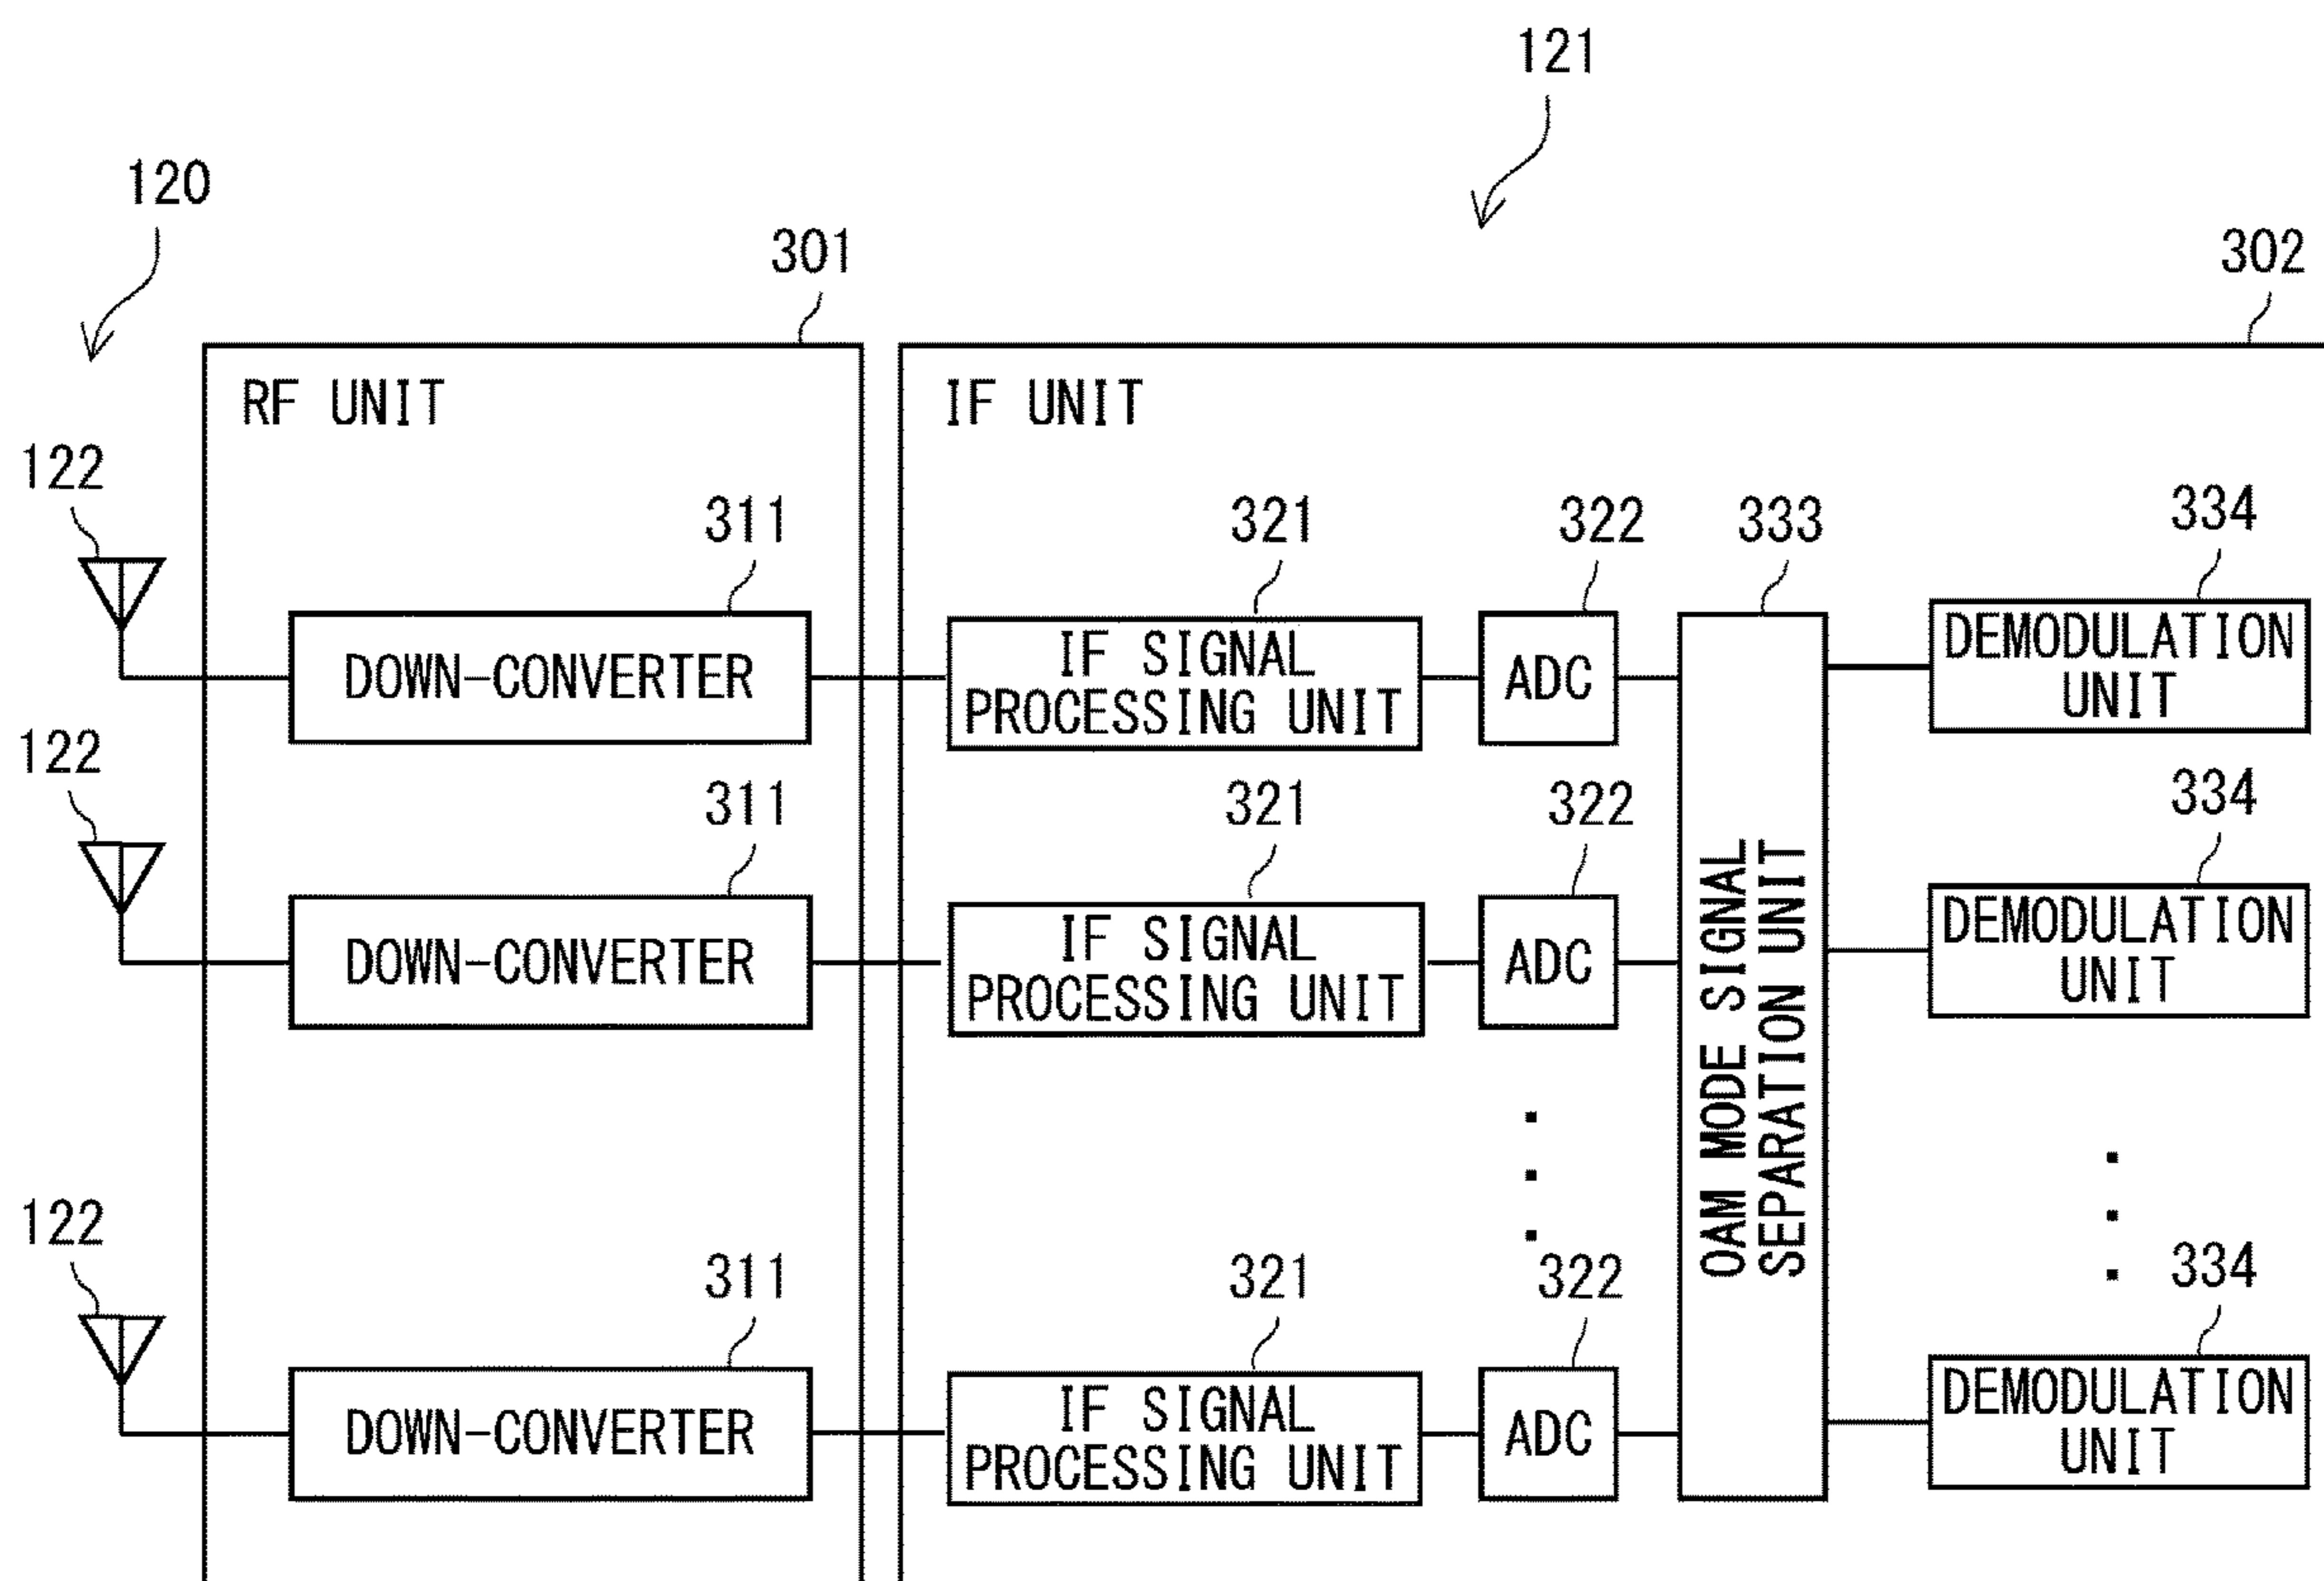 121
120
301
302
RF UNIT
IF UNIT
122
311
321
322
333
334
DOWN-CONVERTER
IF SIGNAL
PROCESSING UNIT
ADC
DEMODULATION
UNIT
122
311
321
322
334
DOWN-CONVERTER
IF SIGNAL
PROCESSING UNIT
ADC
OAM MODE SIGNAL
SEPARATION UNIT
DEMODULATION
UNIT
122
311
321
322
334
DOWN-CONVERTER
IF SIGNAL
PROCESSING UNIT
ADC
DEMODULATION
UNIT